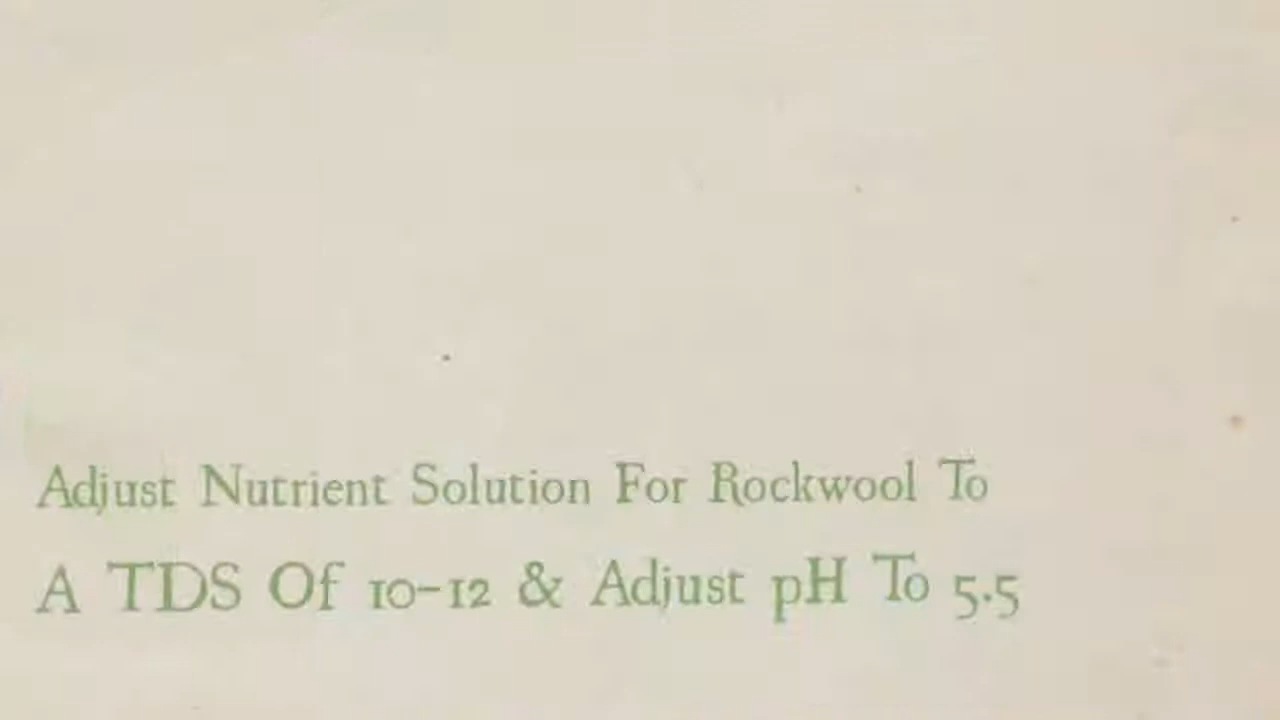 Adjust Nutrient Solution For Rockwool To
A TDS Of 10-12 & Adjust pH To 5.5